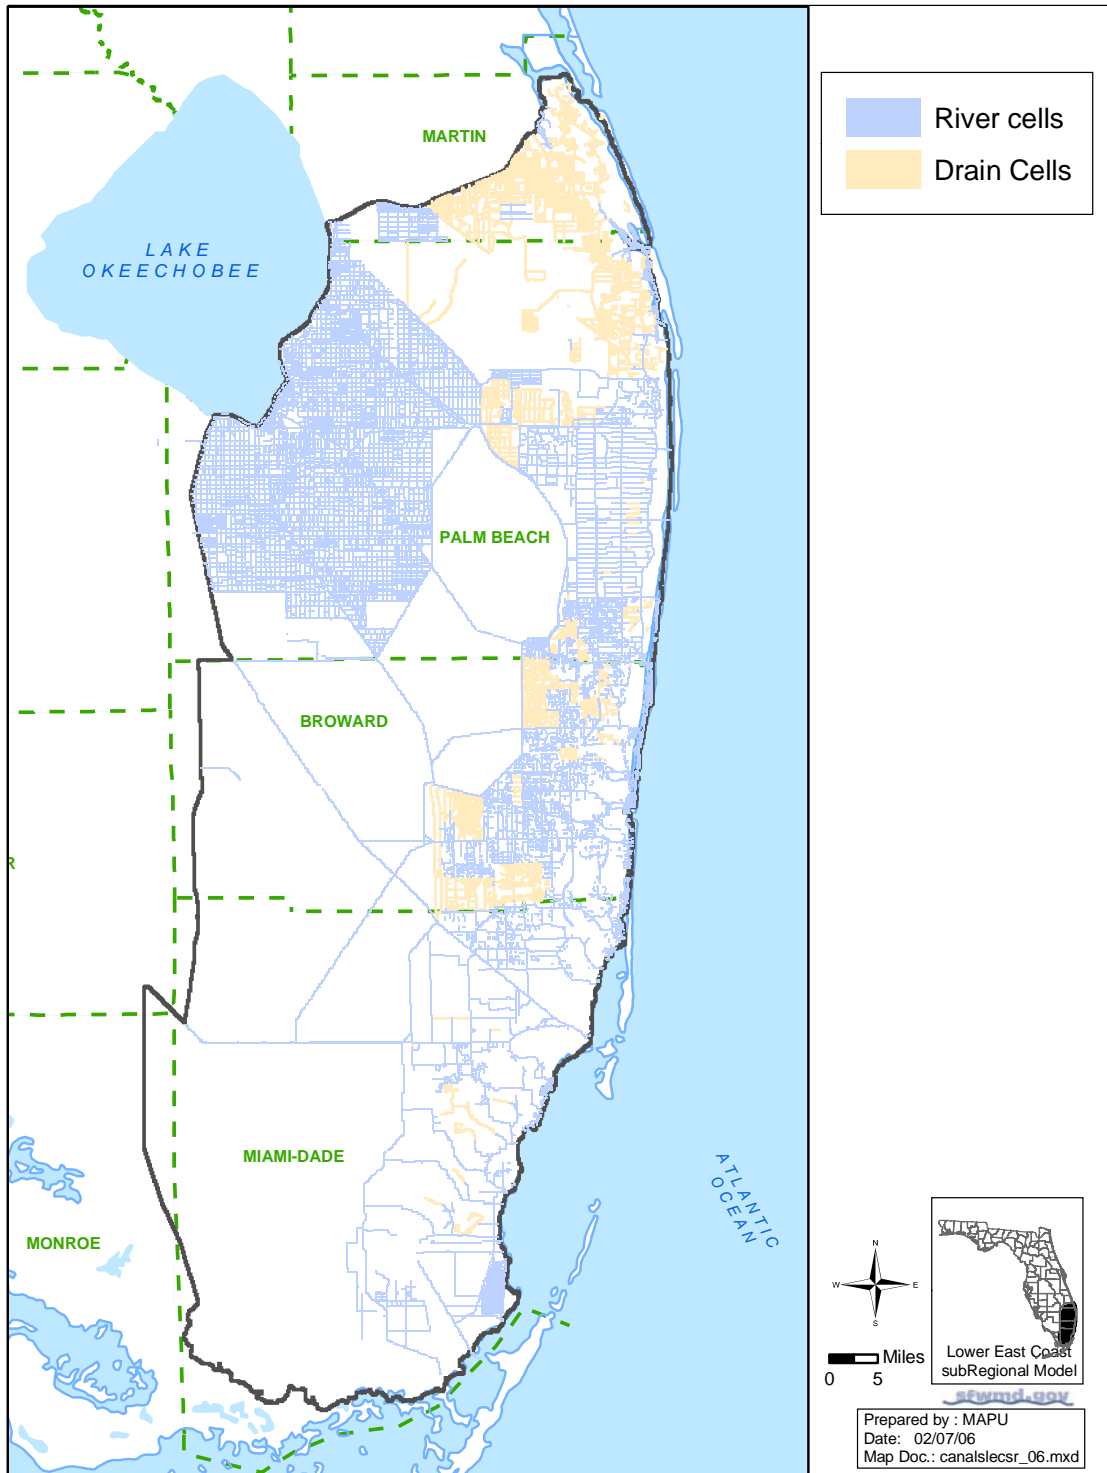 River cells
Drain Cells
MARTIN
LAKE
OKEECHOBEE
PALM BEACH
BROWARD
R
MIAMI-DADE
MONROE
ATLANTIC
OCEAN
N
W E
S
Miles
0 5
Lower East Coast
subRegional Model
sfwmd.gov
Prepared by : MAPU
Date: 02/07/06
Map Doc.: canalslecsr_06.mxd